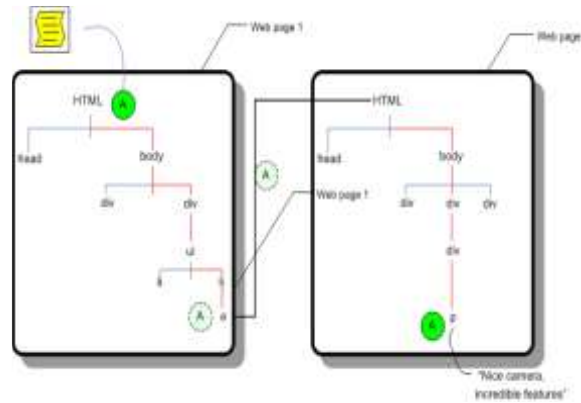 Web page 1
Web page
HTML
A
HTML
head
body
head
body
A
div
div
Web page 1
div
div
div
ul
div
li
li
A
a
A
p
"Nice camera,
incredible features"